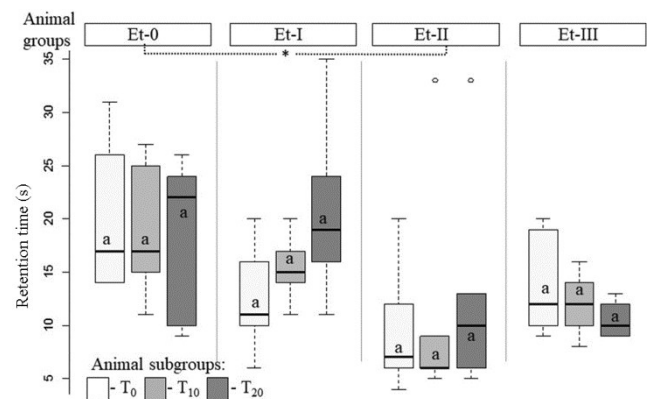 Animal groups
Et-0 Et-I Et-II Et-III
*
35
30
25
20
15
10
5
Retention time (s)
a a a a a a a a a a a a
Animal subgroups:
- T0 - T10 - T20